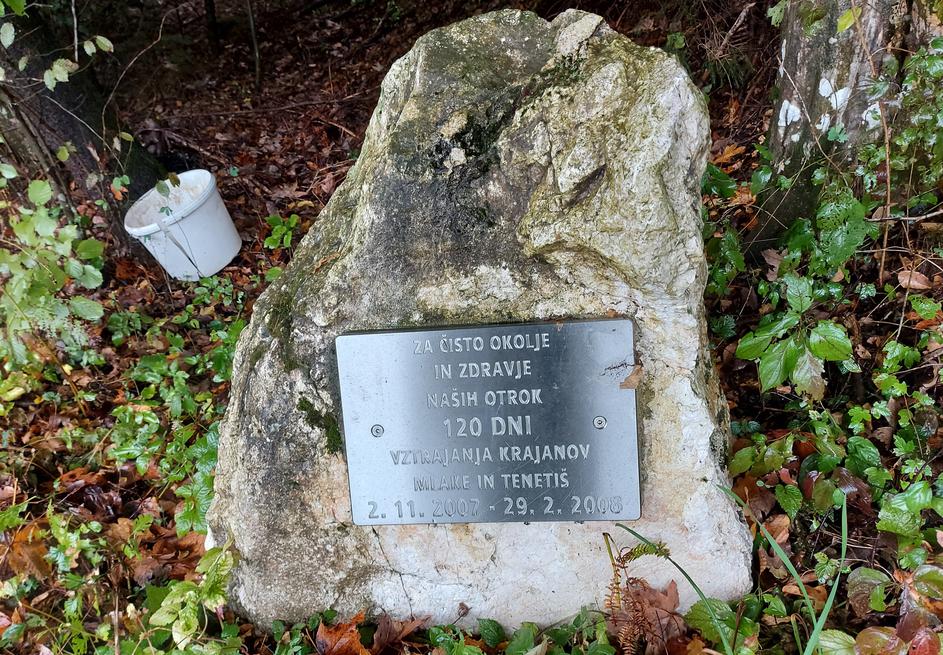 ZA ČISTO OKOLJE
IN ZDRAVJE
NAŠIH OTROK
120 DNI
VZTRAJANJA KRAJANOV
MLAKE IN TENETIŠ
2. 11. 2007 - 29. 2. 2008